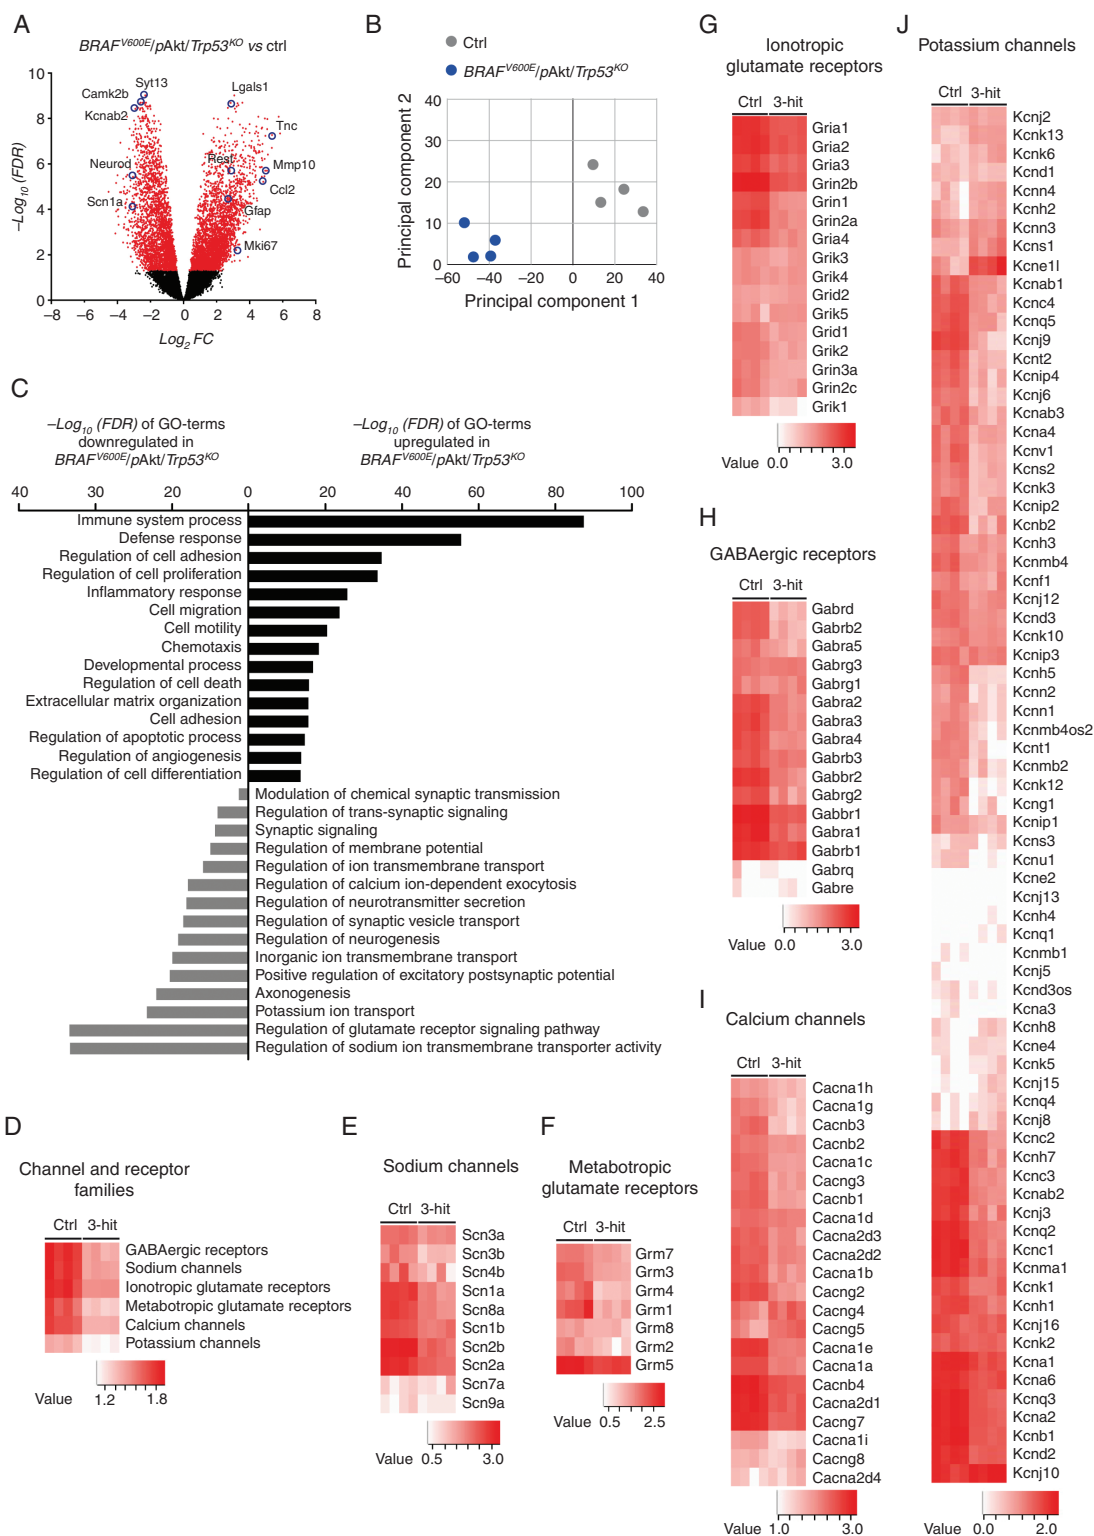 A
BRAFV600E/pAkt/Trp53KO vs ctrl
–Log10 (FDR)
10
8
6
4
2
0
Syt13
Camk2b
Kcnab2
Neurod
Scn1a
Lgals1
Tnc
Rest
Mmp10
Ccl2
Gfap
Mki67
–8 –6 –4 –2 0 2 4 6 8
Log2 FC
B
Ctrl
BRAFV600E/pAkt/Trp53KO
Principal component 2
40
30
20
10
0
–60 –40 –20 0 20 40
Principal component 1
C
–Log10 (FDR) of GO-terms
downregulated in
BRAFV600E/pAkt/Trp53KO
–Log10 (FDR) of GO-terms
upregulated in
BRAFV600E/pAkt/Trp53KO
40 30 20 0 20 40 60 80 100
Immune system process
Defense response
Regulation of cell adhesion
Regulation of cell proliferation
Inflammatory response
Cell migration
Cell motility
Chemotaxis
Developmental process
Regulation of cell death
Extracellular matrix organization
Cell adhesion
Regulation of apoptotic process
Regulation of angiogenesis
Regulation of cell differentiation
Modulation of chemical synaptic transmission
Regulation of trans-synaptic signaling
Synaptic signaling
Regulation of membrane potential
Regulation of ion transmembrane transport
Regulation of calcium ion-dependent exocytosis
Regulation of neurotransmitter secretion
Regulation of synaptic vesicle transport
Regulation of neurogenesis
Inorganic ion transmembrane transport
Positive regulation of excitatory postsynaptic potential
Axonogenesis
Potassium ion transport
Regulation of glutamate receptor signaling pathway
Regulation of sodium ion transmembrane transporter activity
D
Channel and receptor
families
Ctrl 3-hit
GABAergic receptors
Sodium channels
Ionotropic glutamate receptors
Metabotropic glutamate receptors
Calcium channels
Potassium channels
Value 1.2 1.8
E
Sodium channels
Ctrl 3-hit
Scn3a
Scn3b
Scn4b
Scn1a
Scn8a
Scn1b
Scn2b
Scn2a
Scn7a
Scn9a
Value 0.5 3.0
F
Metabotropic
glutamate receptors
Ctrl 3-hit
Grm7
Grm3
Grm4
Grm1
Grm8
Grm2
Grm5
Value 0.5 2.5
G
Ionotropic
glutamate receptors
Ctrl 3-hit
Gria1
Gria2
Gria3
Grin2b
Grin1
Grin2a
Gria4
Grik3
Grik4
Grid2
Grik5
Grid1
Grik2
Grin3a
Grin2c
Grik1
Value 0.0 3.0
H
GABAergic receptors
Ctrl 3-hit
Gabrd
Gabrb2
Gabra5
Gabrg3
Gabrg1
Gabra2
Gabra3
Gabra4
Gabrb3
Gabbr2
Gabrg2
Gabbr1
Gabra1
Gabrb1
Gabrq
Gabre
Value 0.0 3.0
I
Calcium channels
Ctrl 3-hit
Cacna1h
Cacna1g
Cacnb3
Cacnb2
Cacna1c
Cacng3
Cacnb1
Cacna1d
Cacna2d3
Cacna2d2
Cacna1b
Cacng2
Cacng4
Cacng5
Cacna1e
Cacna1a
Cacnb4
Cacna2d1
Cacng7
Cacna1i
Cacng8
Cacna2d4
Value 1.0 3.0
J
Potassium channels
Ctrl 3-hit
Kcnj2
Kcnk13
Kcnk6
Kcnd1
Kcnn4
Kcnh2
Kcnn3
Kcns1
Kcne1l
Kcnab1
Kcnc4
Kcnq5
Kcnj9
Kcnt2
Kcnip4
Kcnj6
Kcnab3
Kcna4
Kcnv1
Kcns2
Kcnk3
Kcnip2
Kcnb2
Kcnh3
Kcnmb4
Kcnf1
Kcnj12
Kcnd3
Kcnk10
Kcnip3
Kcnh5
Kcnn2
Kcnn1
Kcnmb4os2
Kcnt1
Kcnmb2
Kcnk12
Kcng1
Kcnip1
Kcns3
Kcnu1
Kcne2
Kcnj13
Kcnh4
Kcnq1
Kcnmb1
Kcnj5
Kcnd3os
Kcna3
Kcnh8
Kcne4
Kcnk5
Kcnj15
Kcnq4
Kcnj8
Kcnc2
Kcnh7
Kcnc3
Kcnab2
Kcnj3
Kcnq2
Kcnc1
Kcnma1
Kcnk1
Kcnh1
Kcnj16
Kcnk2
Kcna1
Kcna6
Kcnq3
Kcna2
Kcnb1
Kcnd2
Kcnj10
Value 0.0 2.0